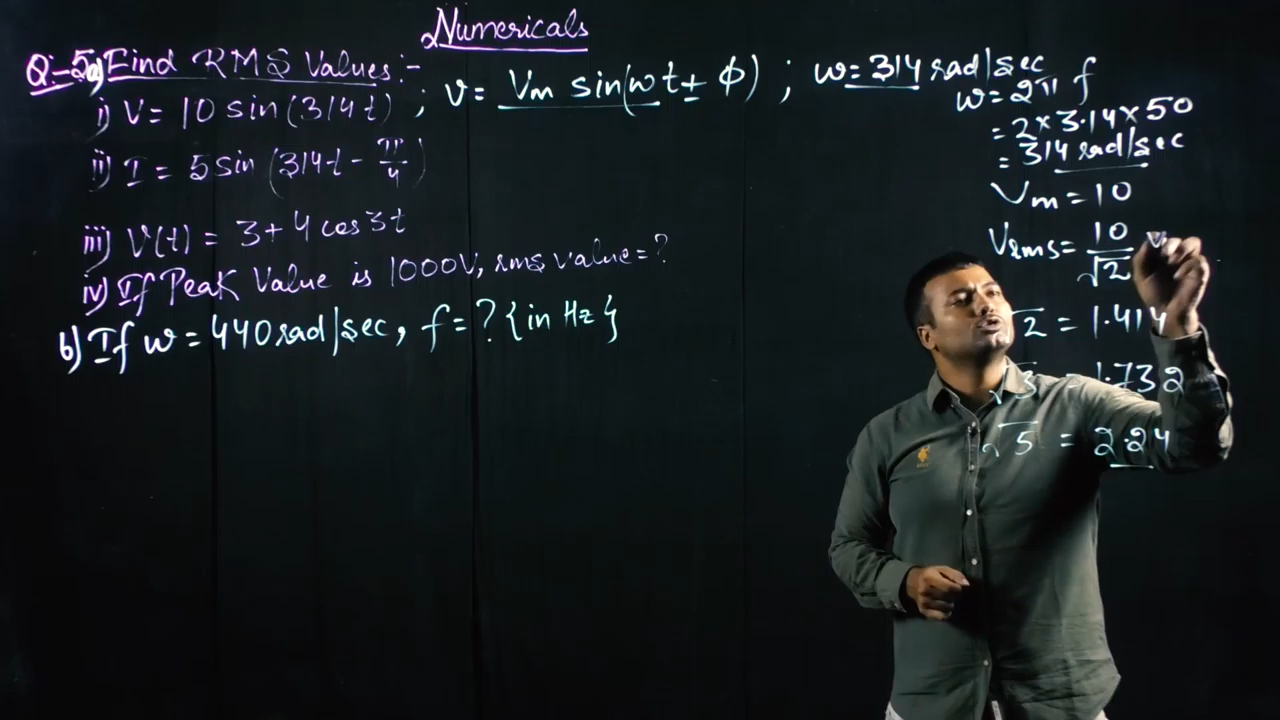 Numericals
Q-5 a) Find RMS Values:-
i) V = 10 sin(314t) ; v = Vm sin(ωt ± φ) ; ω = 314 rad/sec
ω = 2π f
= 2 × 3.14 × 50
= 314 rad/sec
ii) I = 5 sin (314t - π/4)
Vm = 10
iii) V(t) = 3 + 4 cos 3t
Vrms = 10/√2 V
iv) If Peak Value is 1000V, rms value = ?
b) If ω = 440 rad/sec, f = ? {in Hz}
√2 = 1.414
√3 = 1.732
√5 = 2.24